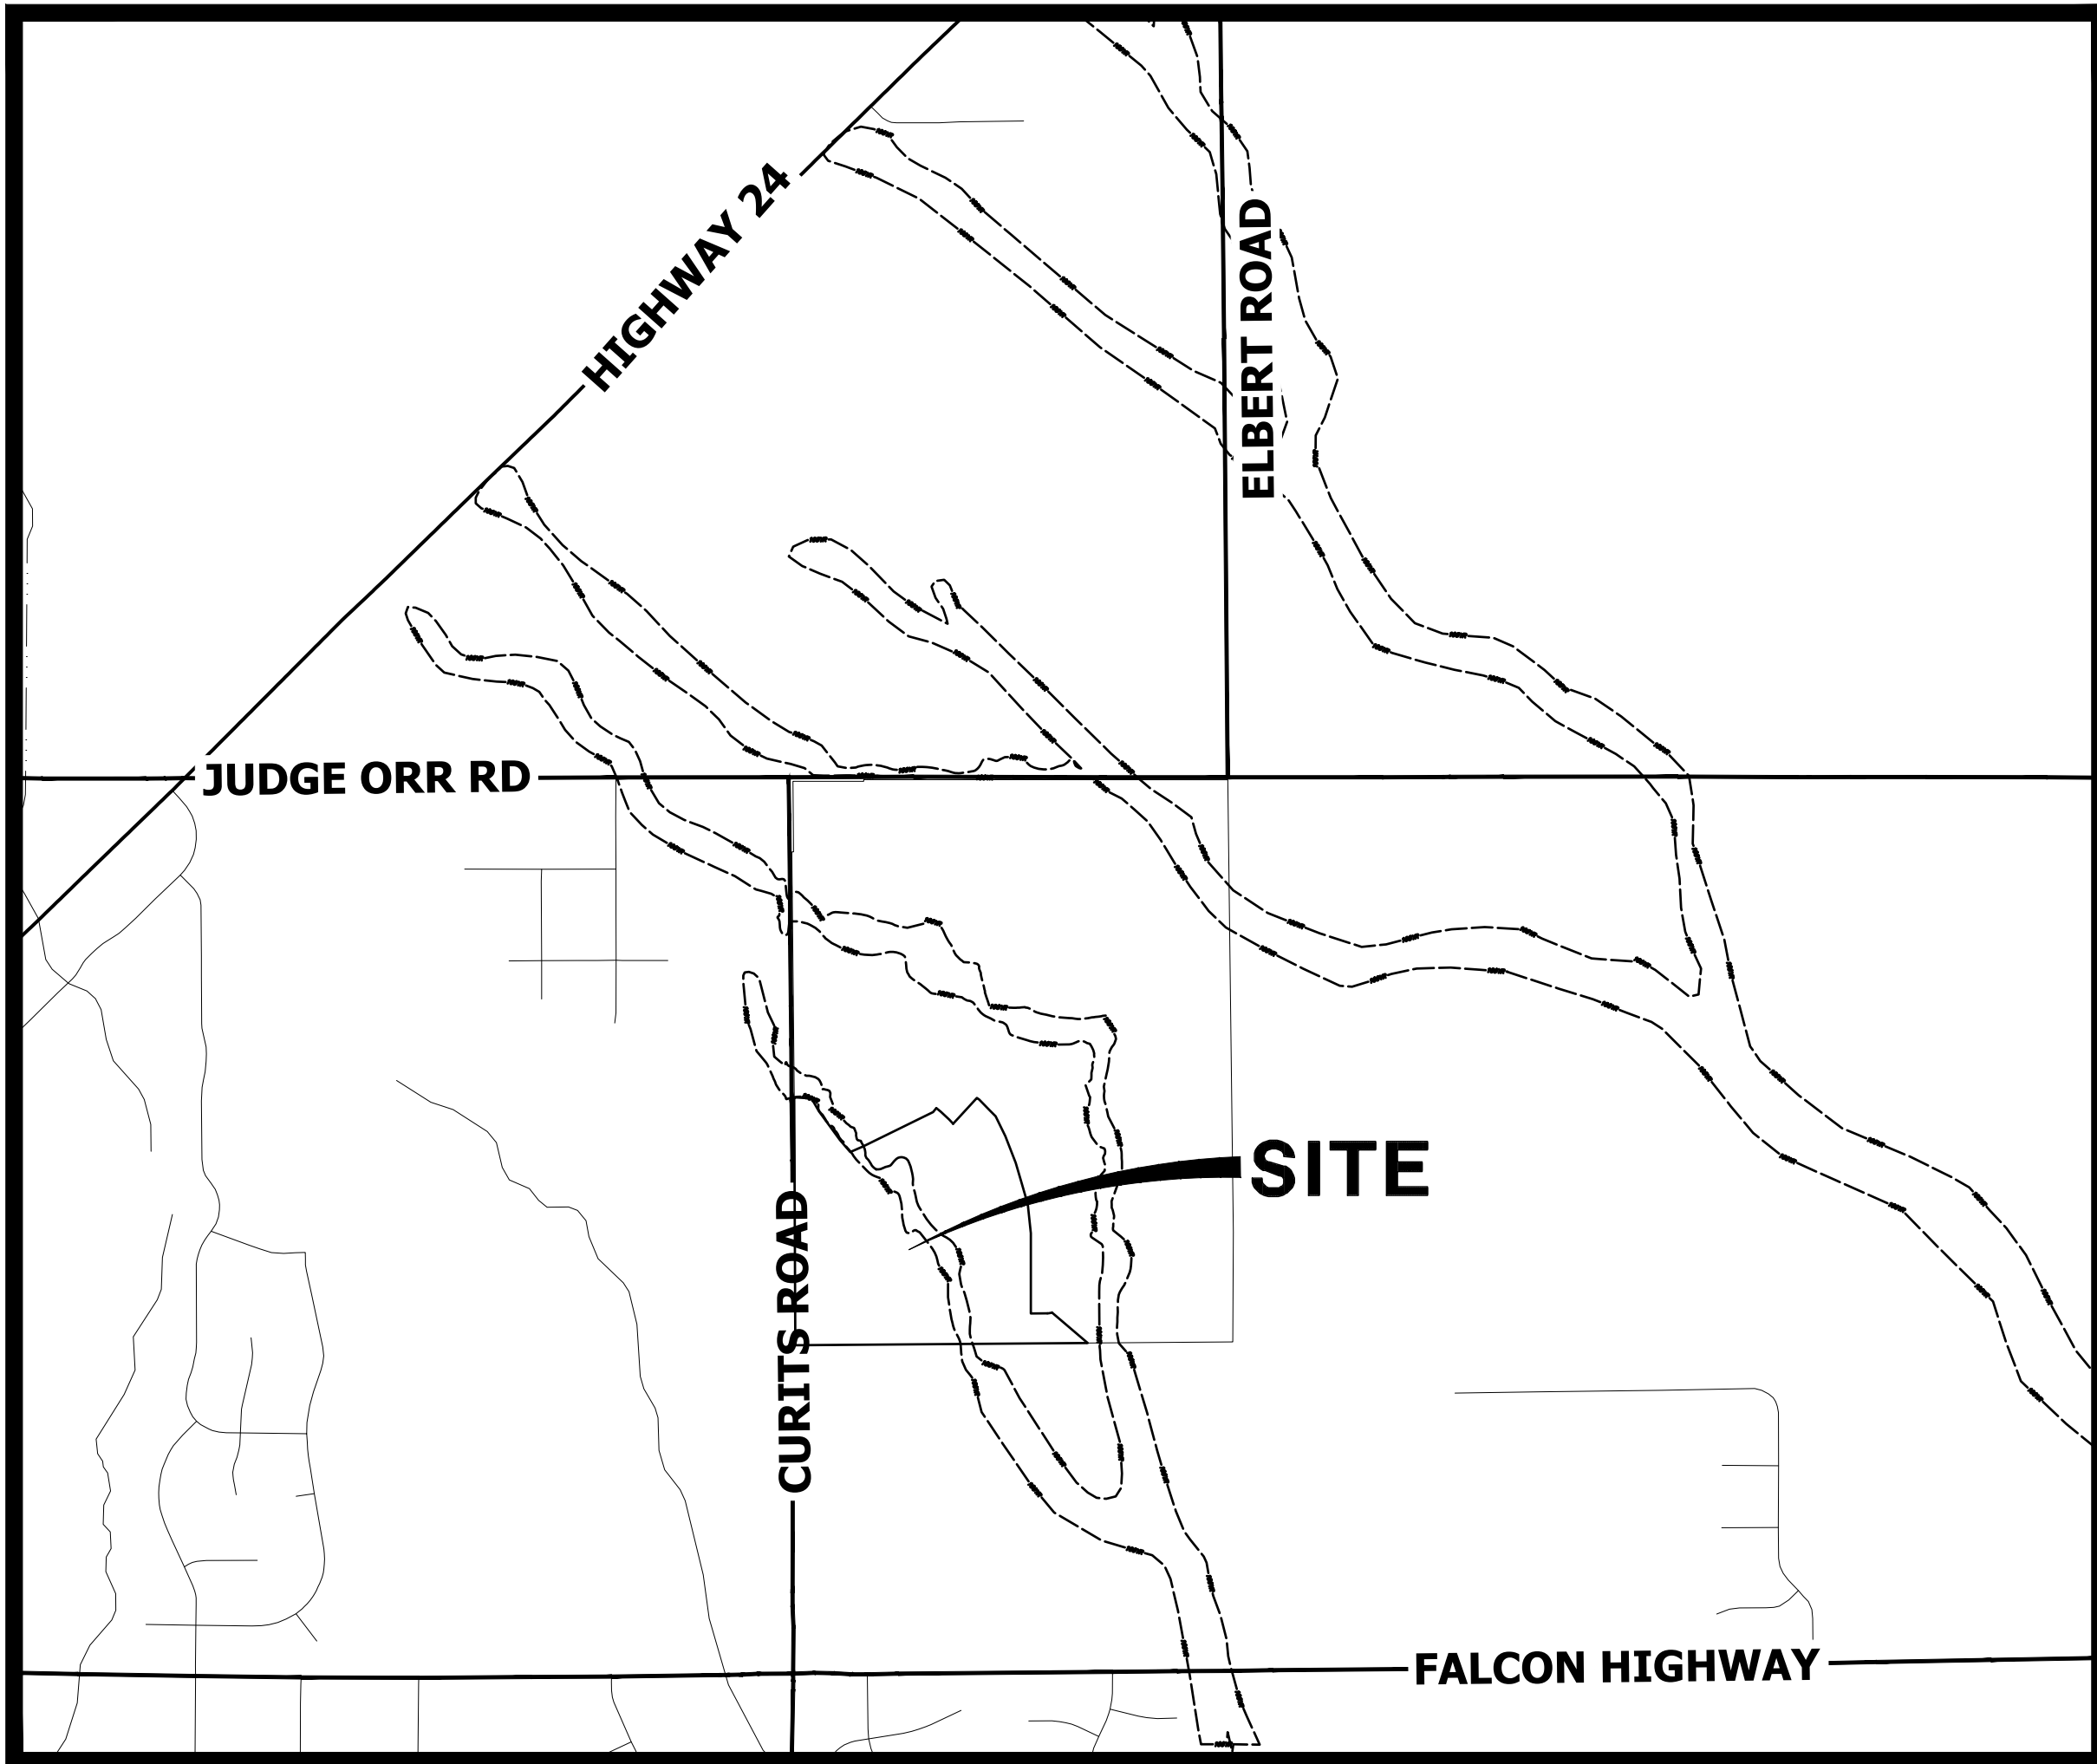 HIGHWAY 24
ELBERT ROAD
JUDGE ORR RD
SITE
CURITS ROAD
FALCON HIGHWAY